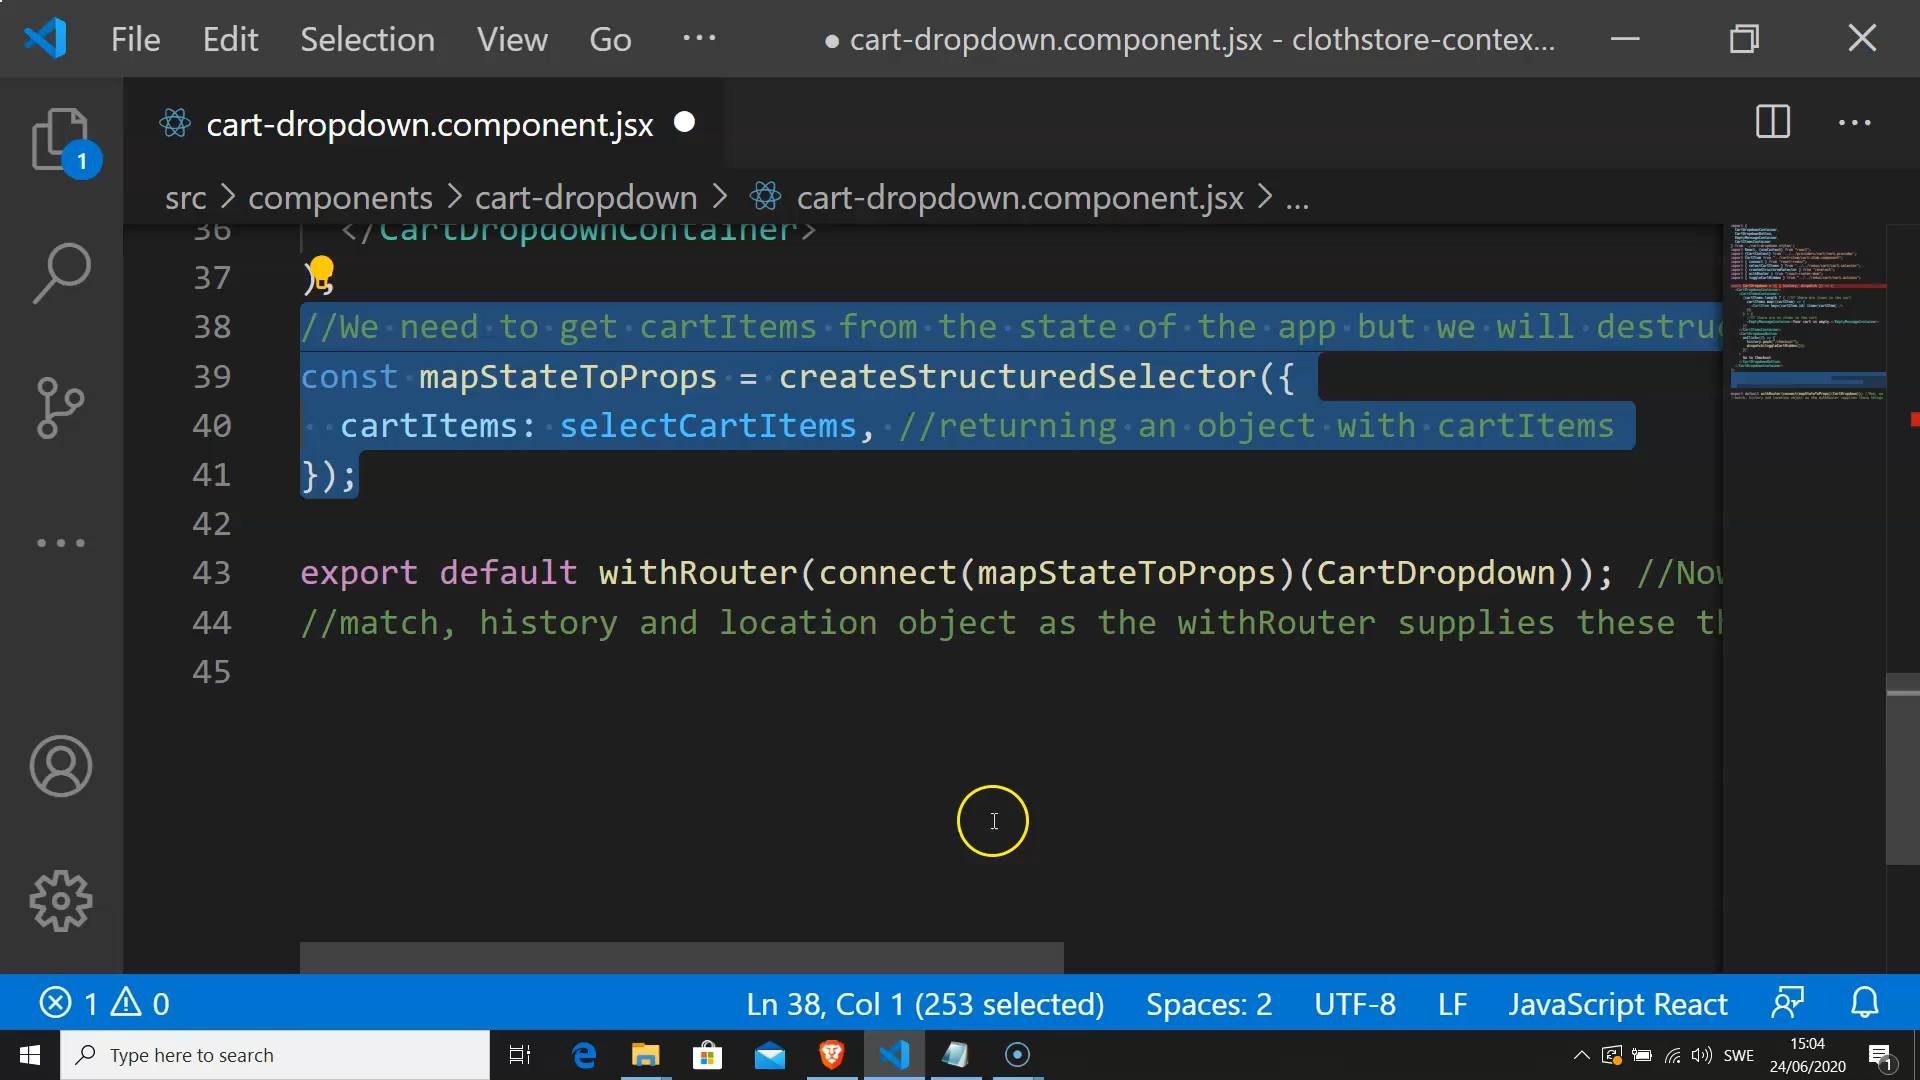 File Edit Selection View Go ··· ● cart-dropdown.component.jsx - clothstore-contex...
cart-dropdown.component.jsx ●
1
src > components > cart-dropdown > cart-dropdown.component.jsx > ...
36 </CartDropdownContainer>
37 );
38 //We need to get cartItems from the state of the app but we will destruc
39 const mapStateToProps = createStructuredSelector({
40 cartItems: selectCartItems, //returning an object with cartItems
41 });
42
43 export default withRouter(connect(mapStateToProps)(CartDropdown)); //Now
44 //match, history and location object as the withRouter supplies these th
45
1 0 Ln 38, Col 1 (253 selected) Spaces: 2 UTF-8 LF JavaScript React
Type here to search SWE 15:04
24/06/2020 1